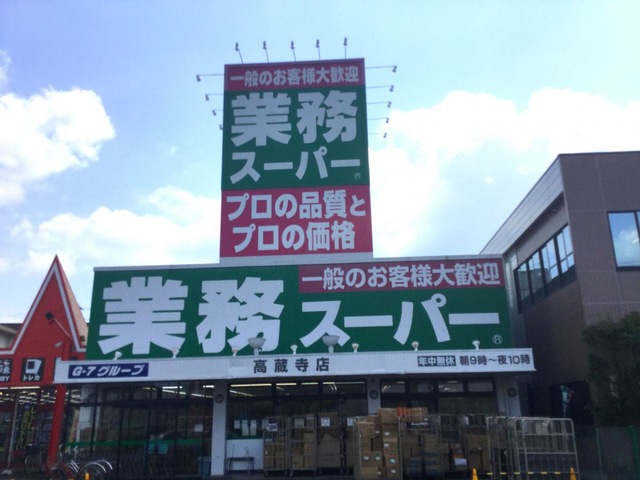 一般のお客様大歓迎
業務
スーパー®
プロの品質と
プロの価格
一般のお客様大歓迎
業務スーパー®
G-7グループ
高蔵寺店
年中無休 朝9時～夜10時
トレカ